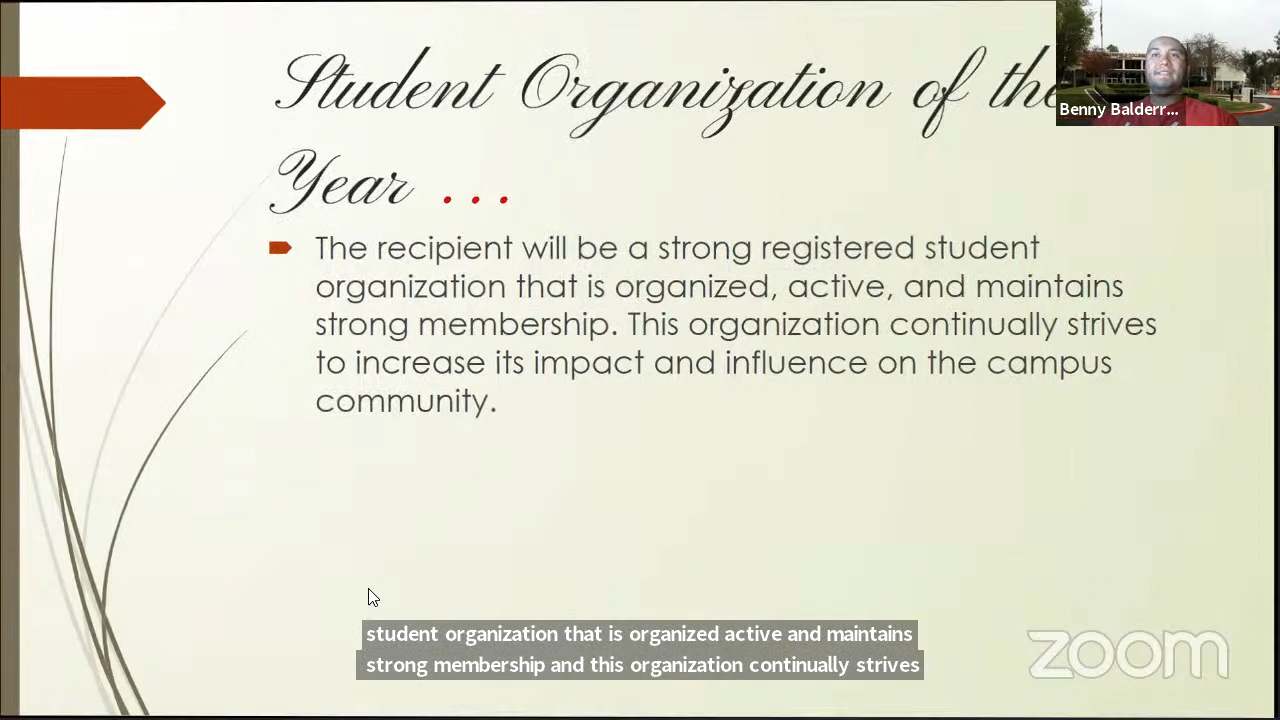 Student Organization of the
Year ...
Benny Balderr...
The recipient will be a strong registered student
organization that is organized, active, and maintains
strong membership. This organization continually strives
to increase its impact and influence on the campus
community.
student organization that is organized active and maintains
strong membership and this organization continually strives
zoom